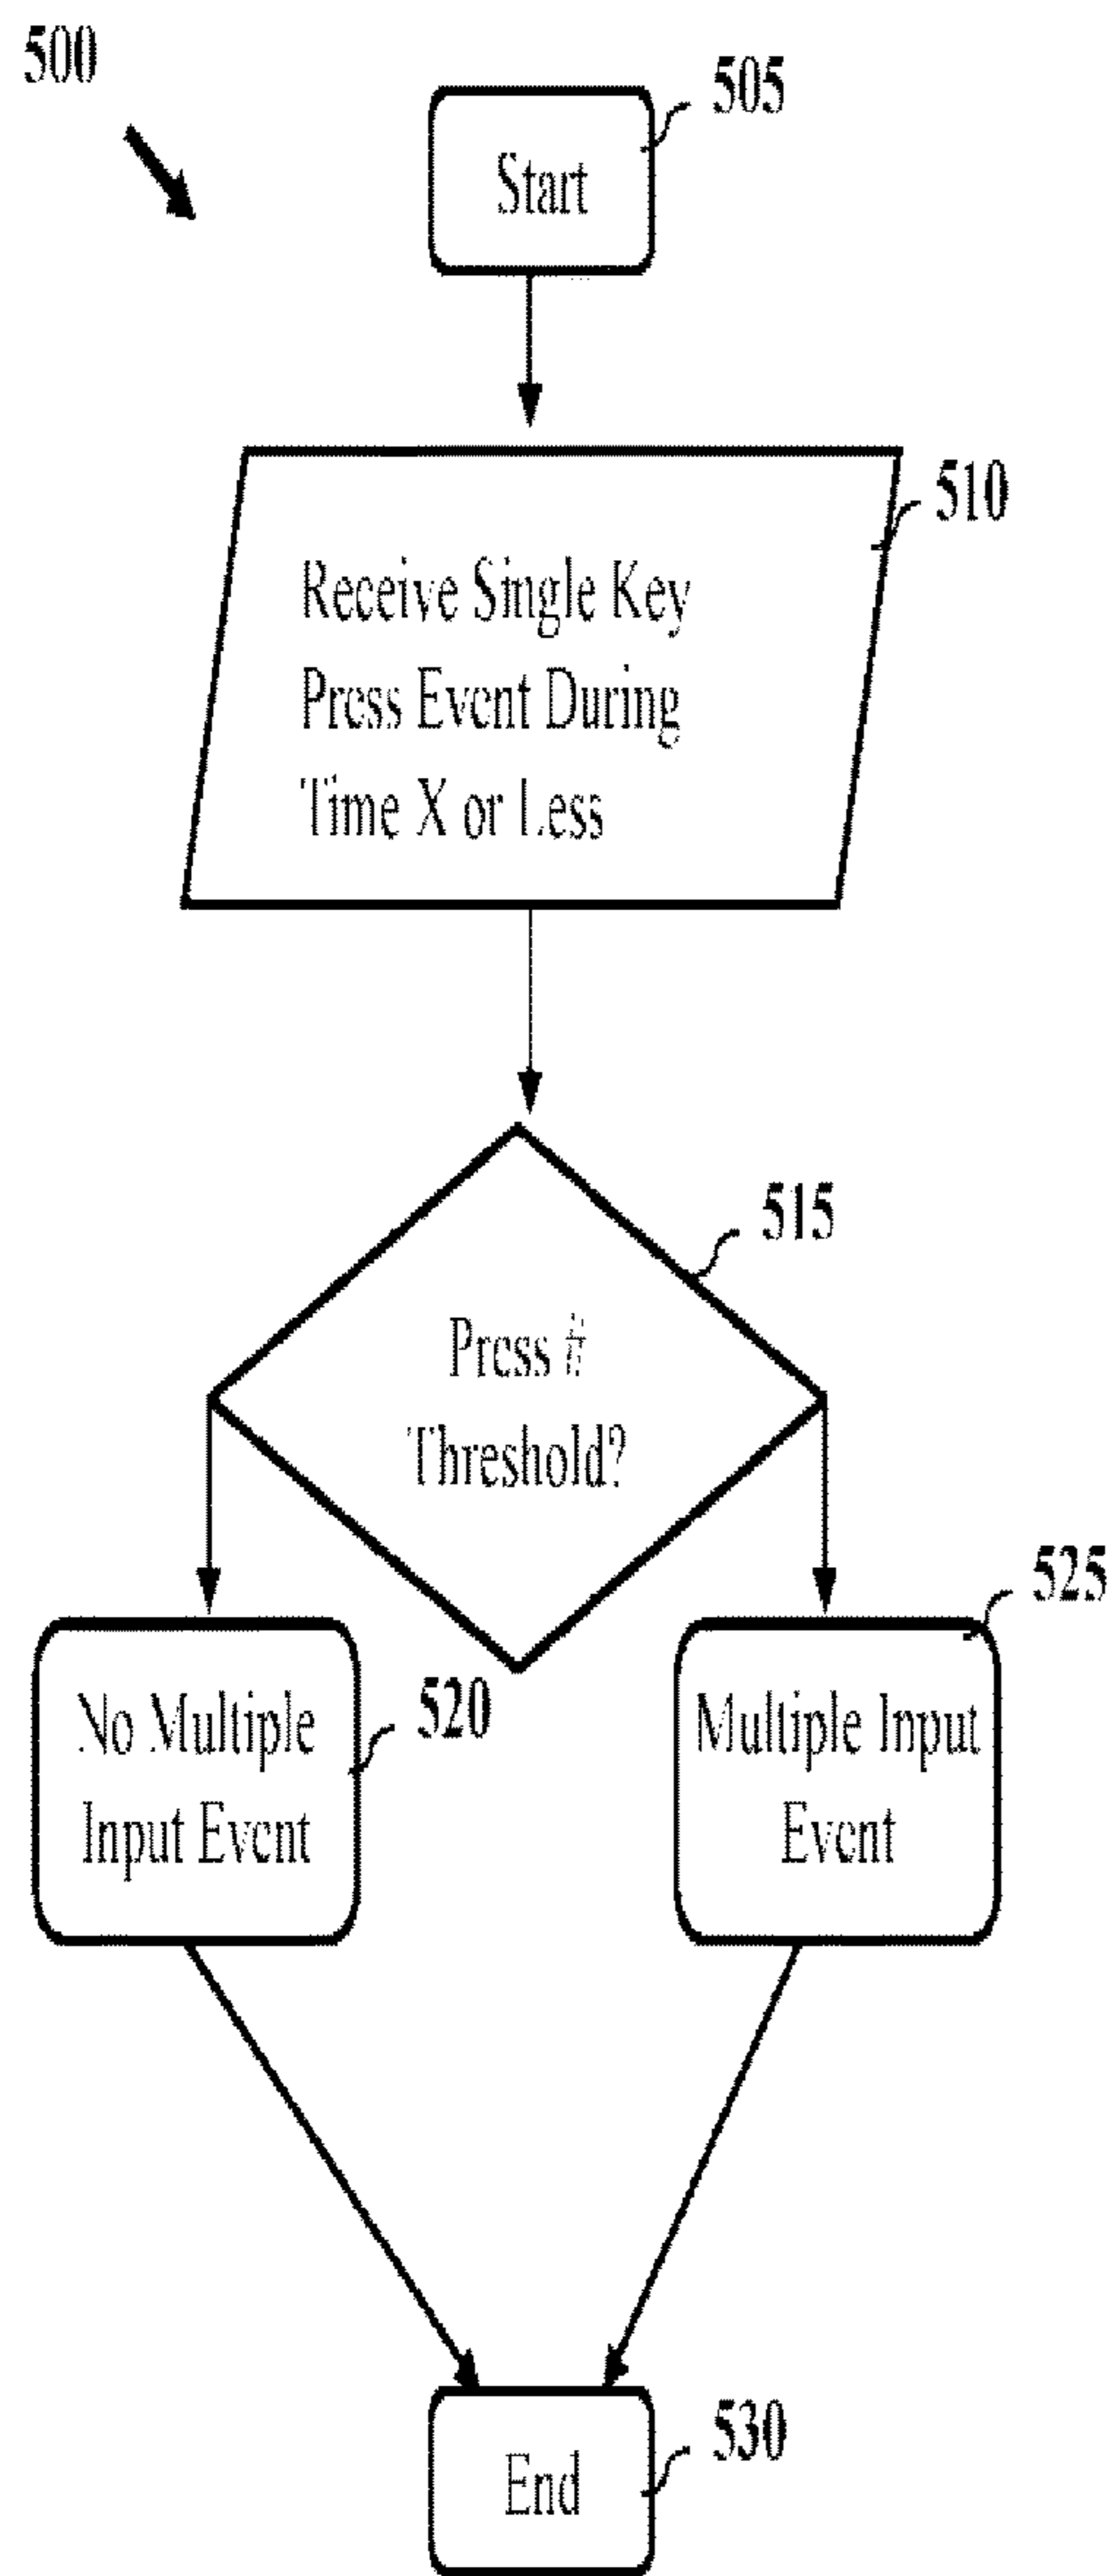 500
505
Start
510
Receive Single Key
Press Event During
Time X or Less
515
Press #
Threshold?
525
520
No Multiple
Input Event
Multiple Input
Event
530
End